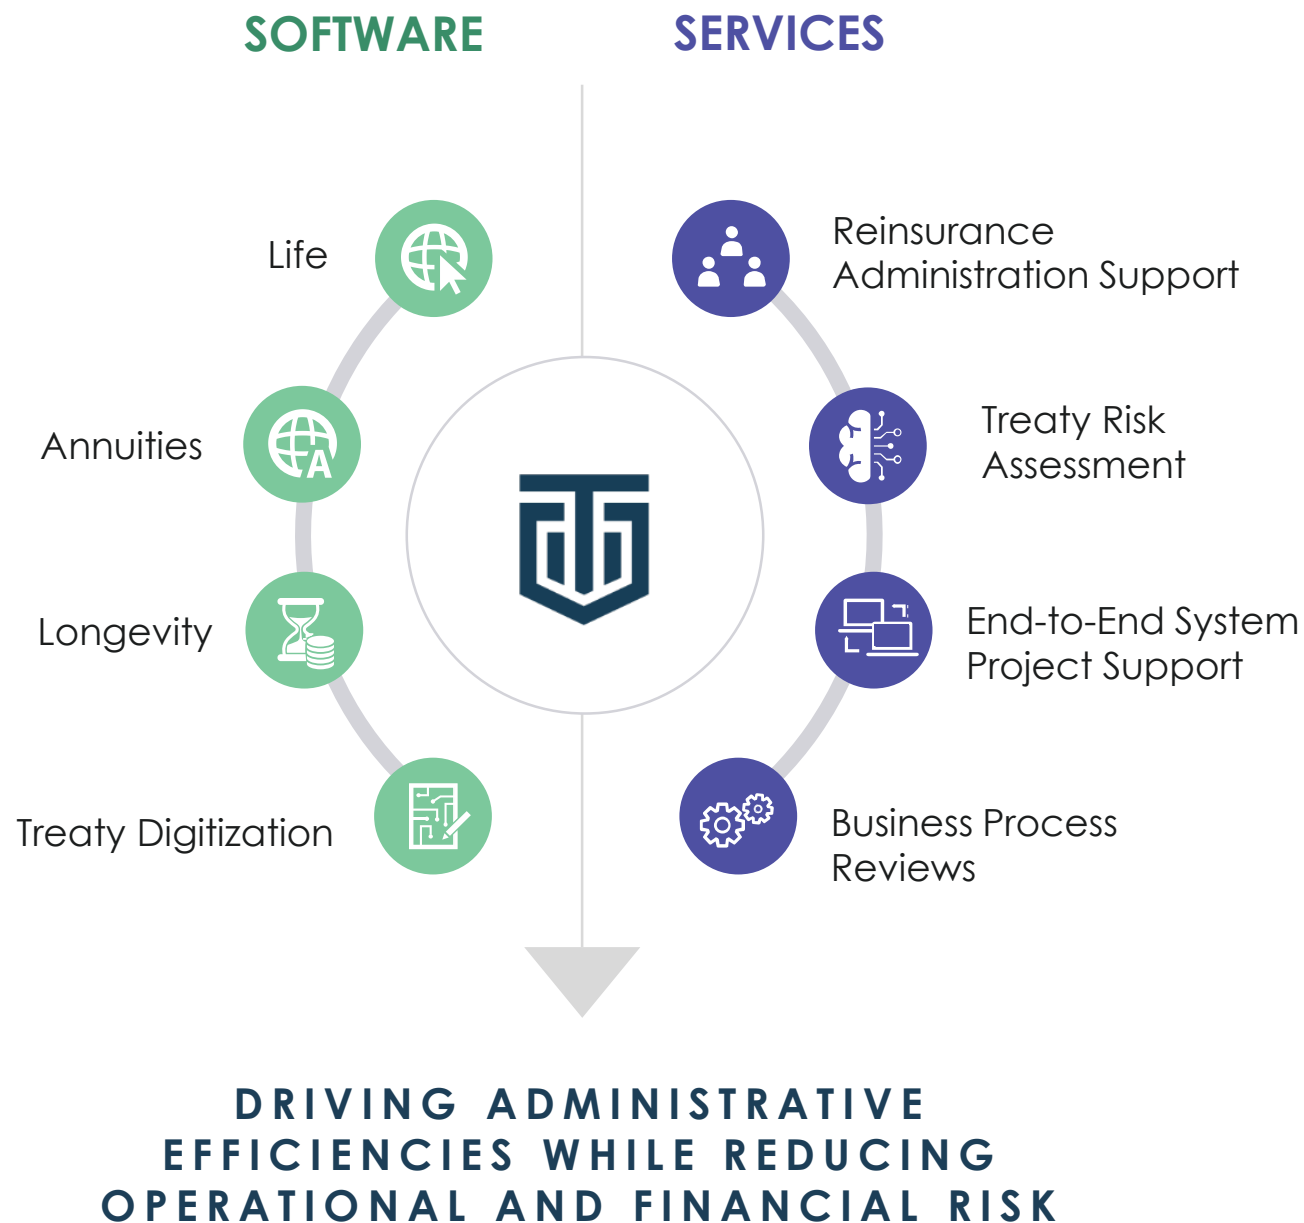 SOFTWARE
SERVICES
Life
Annuities
Longevity
Treaty Digitization
Reinsurance
Administration Support
Treaty Risk
Assessment
End-to-End System
Project Support
Business Process
Reviews
A
DRIVING ADMINISTRATIVE
EFFICIENCIES WHILE REDUCING
OPERATIONAL AND FINANCIAL RISK